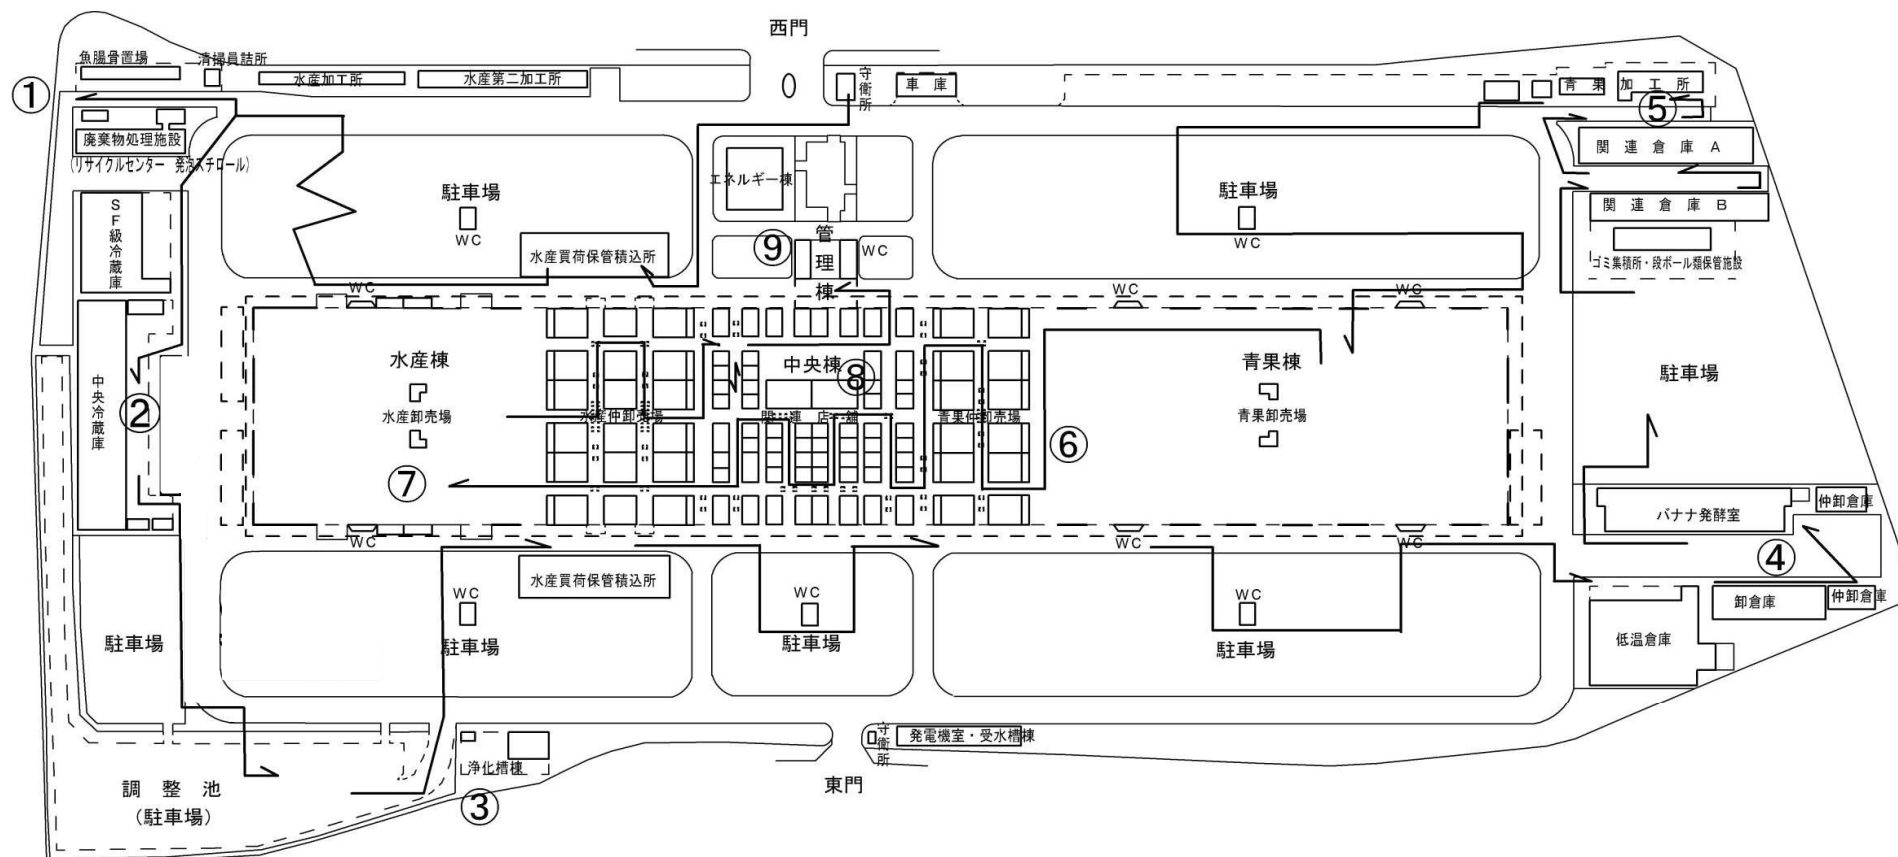 西門
魚腸骨置場
清掃員詰所
水産加工所
水産第二加工所
守衛所
車庫
青果加工所
①
⑤
廃棄物処理施設
(リサイクルセンター 発泡スチロール)
関連倉庫A
エネルギー棟
駐車場
WC
駐車場
WC
SF級冷蔵庫
関連倉庫B
水産買荷保管積込所
⑨
管理棟
WC
ゴミ集積所・段ボール類保管施設
WC
WC
WC
水産棟
中央棟
⑧
青果棟
駐車場
中央冷蔵庫
②
水産卸売場
水産仲卸売場
関連店舗
青果仲卸売場
青果卸売場
⑥
⑦
バナナ発酵室
仲卸倉庫
WC
WC
WC
④
水産買荷保管積込所
WC
WC
WC
卸倉庫
仲卸倉庫
駐車場
駐車場
駐車場
駐車場
低温倉庫
守衛所
発電機室・受水槽棟
浄化槽棟
調整池
(駐車場)
③
東門